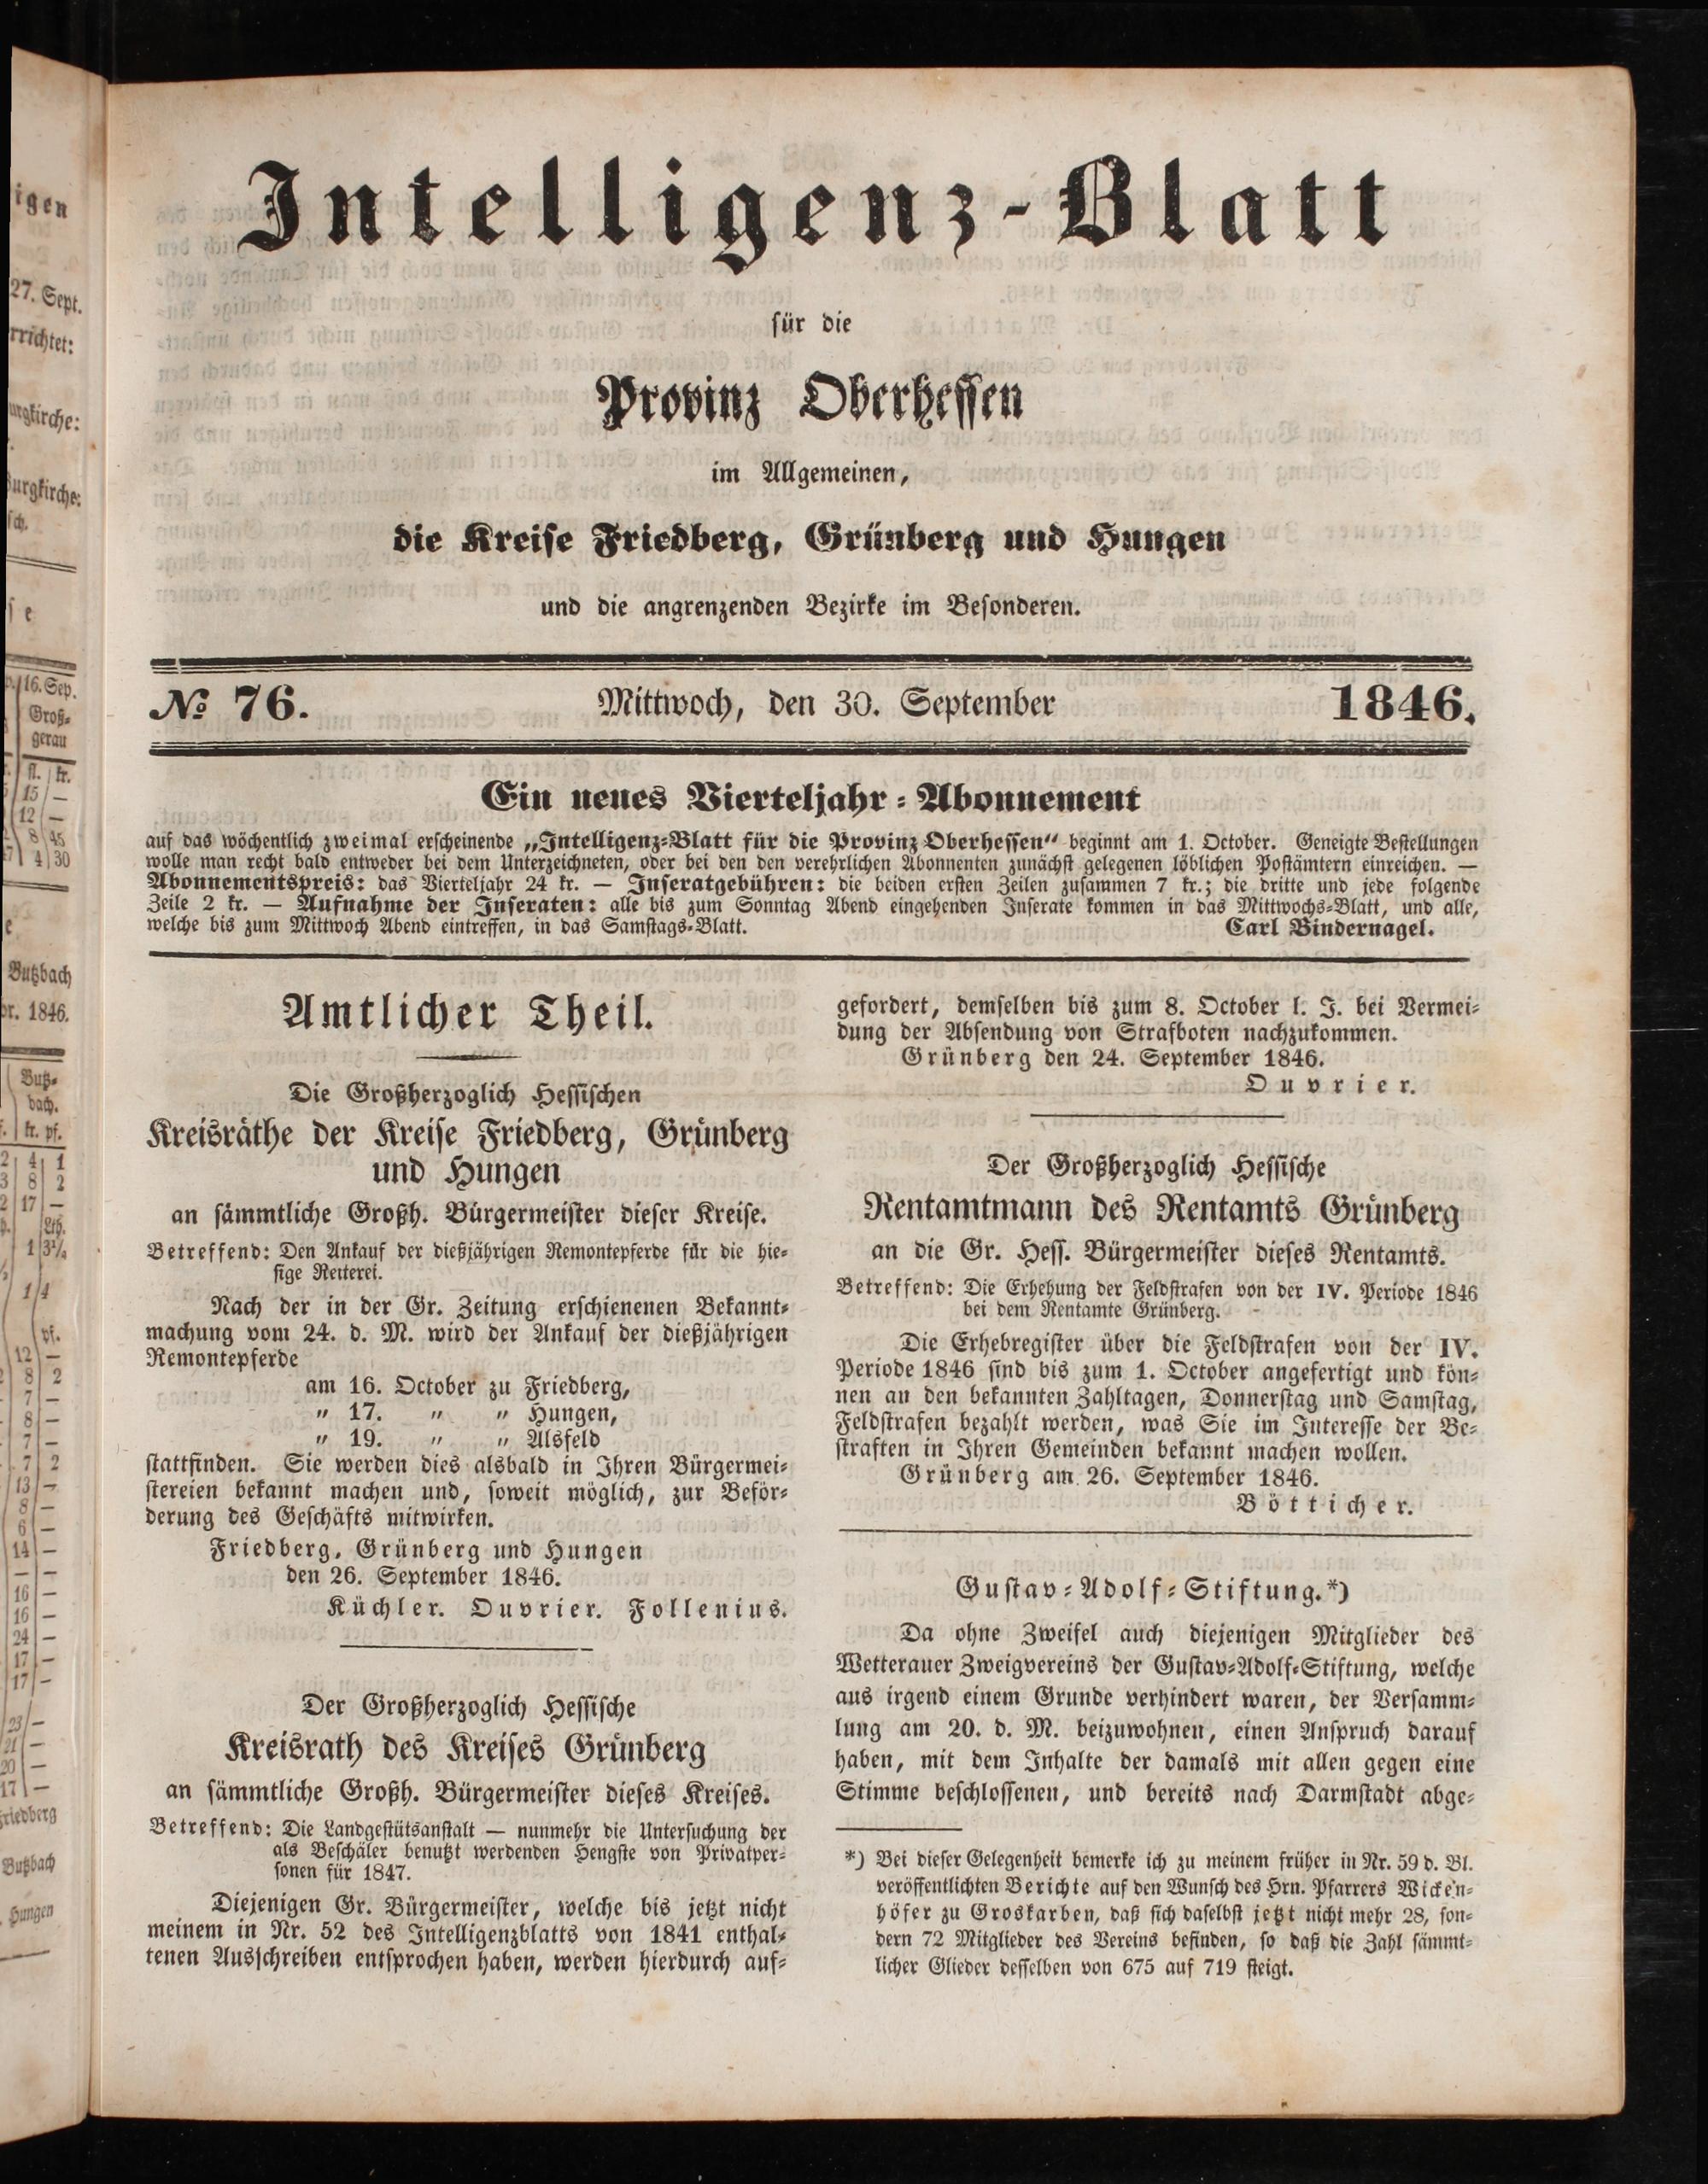 Intelligenz-Blatt
für die
Provinz Oberhessen
im Allgemeinen,
die Kreise Friedberg, Grünberg und Hungen
und die angrenzenden Bezirke im Besonderen.
№ 76. Mittwoch, den 30. September 1846.
Ein neues Vierteljahr-Abonnement
auf das wöchentlich zweimal erscheinende „Intelligenz-Blatt für die Provinz Oberhessen“ beginnt am 1. October. Geneigte Bestellungen
wolle man recht bald entweder bei dem Unterzeichneten, oder bei den den verehrlichen Abonnenten zunächst gelegenen löblichen Postämtern einreichen. —
Abonnementspreis: das Vierteljahr 24 kr. — Inseratgebühren: die beiden ersten Zeilen zusammen 7 kr.; die dritte und jede folgende
Zeile 2 kr. — Aufnahme der Inseraten: alle bis zum Sonntag Abend eingehenden Inserate kommen in das Mittwochs-Blatt, und alle,
welche bis zum Mittwoch Abend eintreffen, in das Samstags-Blatt. Carl Bindernagel.
Amtlicher Theil.
Die Großherzoglich Hessischen
Kreisräthe der Kreise Friedberg, Grünberg
und Hungen
an sämmtliche Großh. Bürgermeister dieser Kreise.
Betreffend: Den Ankauf der dießjährigen Remontepferde für die hie-
sige Reiterei.
Nach der in der Gr. Zeitung erschienenen Bekannt-
machung vom 24. d. M. wird der Ankauf der dießjährigen
Remontepferde
am 16. October zu Friedberg,
" 17. " " Hungen,
" 19. " " Alsfeld
stattfinden. Sie werden dies alsbald in Ihren Bürgermei-
stereien bekannt machen und, soweit möglich, zur Beför-
derung des Geschäfts mitwirken.
Friedberg, Grünberg und Hungen
den 26. September 1846.
Küchler. Ouvrier. Follenius.
Der Großherzoglich Hessische
Kreisrath des Kreises Grünberg
an sämmtliche Großh. Bürgermeister dieses Kreises.
Betreffend: Die Landgestütsanstalt — nunmehr die Untersuchung der
als Beschäler benutzt werdenden Hengste von Privatper-
sonen für 1847.
Diejenigen Gr. Bürgermeister, welche bis jetzt nicht
meinem in Nr. 52 des Intelligenzblatts von 1841 enthal-
tenen Ausschreiben entsprochen haben, werden hierdurch auf-
gefordert, demselben bis zum 8. October l. J. bei Vermei-
dung der Absendung von Strafboten nachzukommen.
Grünberg den 24. September 1846.
Ouvrier.
Der Großherzoglich Hessische
Rentamtmann des Rentamts Grünberg
an die Gr. Hess. Bürgermeister dieses Rentamts.
Betreffend: Die Erhebung der Feldstrafen von der IV. Periode 1846
bei dem Rentamte Grünberg.
Die Erhebregister über die Feldstrafen von der IV.
Periode 1846 sind bis zum 1. October angefertigt und kön-
nen an den bekannten Zahltagen, Donnerstag und Samstag,
Feldstrafen bezahlt werden, was Sie im Interesse der Be-
straften in Ihren Gemeinden bekannt machen wollen.
Grünberg am 26. September 1846.
Bötticher.
Gustav-Adolf-Stiftung.*)
Da ohne Zweifel auch diejenigen Mitglieder des
Wetterauer Zweigvereins der Gustav-Adolf-Stiftung, welche
aus irgend einem Grunde verhindert waren, der Versamm-
lung am 20. d. M. beizuwohnen, einen Anspruch darauf
haben, mit dem Inhalte der damals mit allen gegen eine
Stimme beschlossenen, und bereits nach Darmstadt abge-
*) Bei dieser Gelegenheit bemerke ich zu meinem früher in Nr. 59 d. Bl.
veröffentlichten Berichte auf den Wunsch des Hrn. Pfarrers Wicken-
höfer zu Groskarben, daß sich daselbst jetzt nicht mehr 28, son-
dern 72 Mitglieder des Vereins befinden, so daß die Zahl sämmt-
licher Glieder desselben von 675 auf 719 steigt.